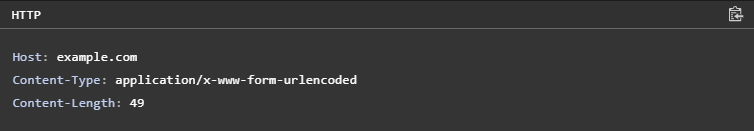 HTTP
Host: example.com
Content-Type: application/x-www-form-urlencoded
Content-Length: 49